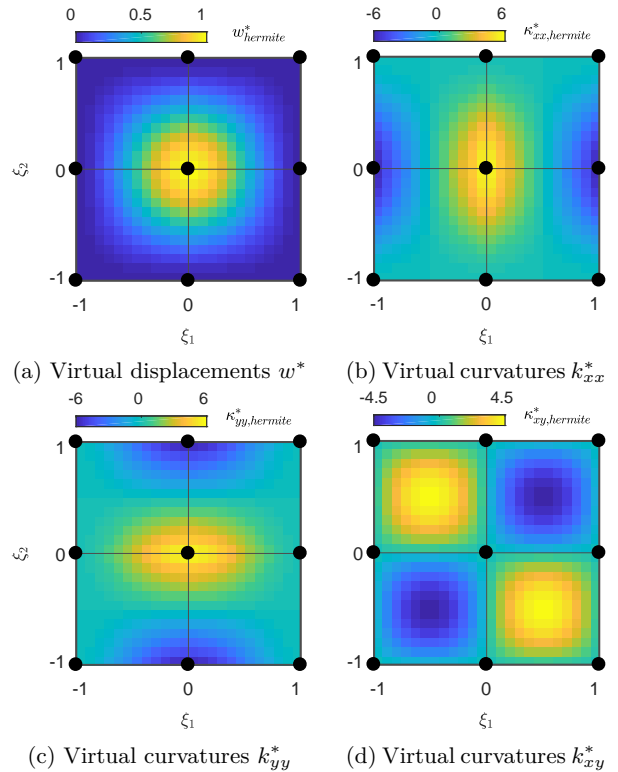 0 0.5 1 w*hermite
-6 0 6 κ*xx,hermite
1
0
-1
ξ2
-1 0 1
ξ1
1
0
-1
-1 0 1
ξ1
(a) Virtual displacements w*
(b) Virtual curvatures k*xx
-6 0 6 κ*yy,hermite
-4.5 0 4.5 κ*xy,hermite
1
0
-1
ξ2
-1 0 1
ξ1
1
0
-1
-1 0 1
ξ1
(c) Virtual curvatures k*yy
(d) Virtual curvatures k*xy